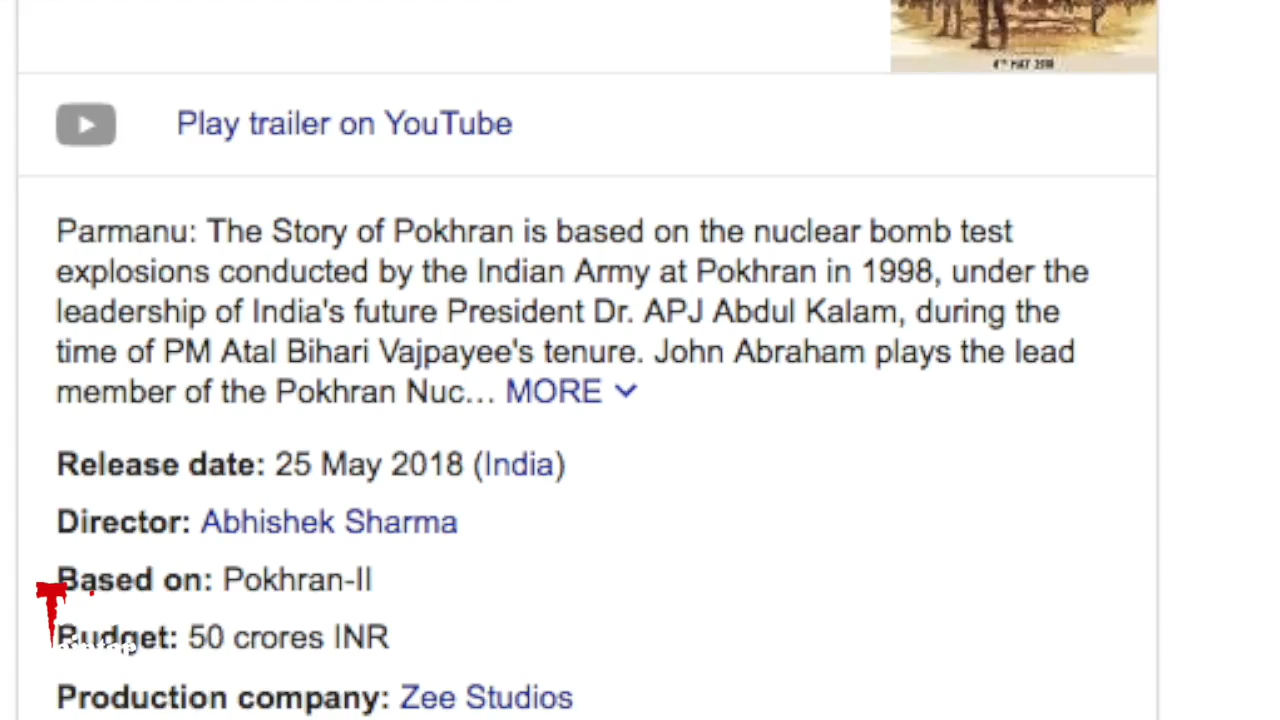 4TH MAY 2018
Play trailer on YouTube
Parmanu: The Story of Pokhran is based on the nuclear bomb test
explosions conducted by the Indian Army at Pokhran in 1998, under the
leadership of India's future President Dr. APJ Abdul Kalam, during the
time of PM Atal Bihari Vajpayee's tenure. John Abraham plays the lead
member of the Pokhran Nuc... MORE
Release date: 25 May 2018 (India)
Director: Abhishek Sharma
Based on: Pokhran-II
Budget: 50 crores INR
Production company: Zee Studios